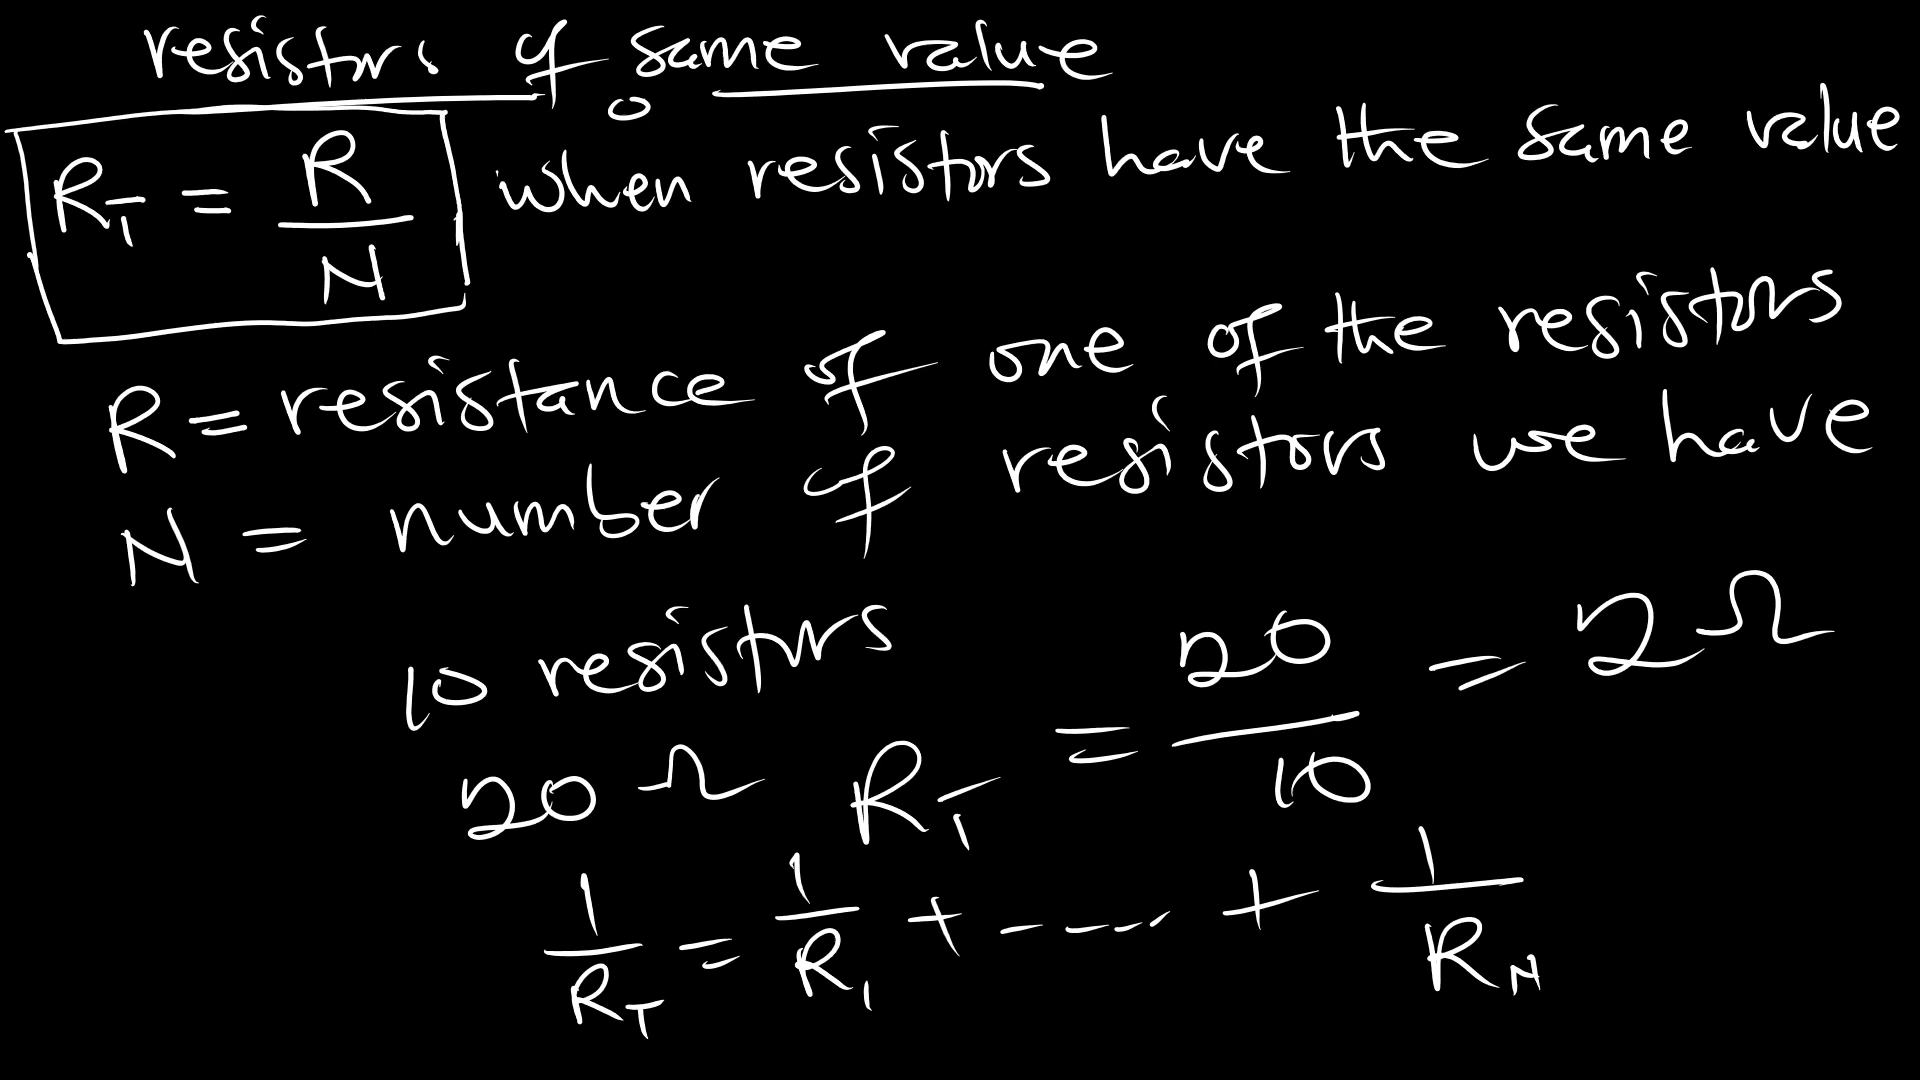 resistors of same value
R_T = R/N when resistors have the same value
R = resistance of one of the resistors
N = number of resistors we have
10 resistors
20 Ω R_T = 20/10 = 2 Ω
1/R_T = 1/R_1 + ---- + 1/R_N